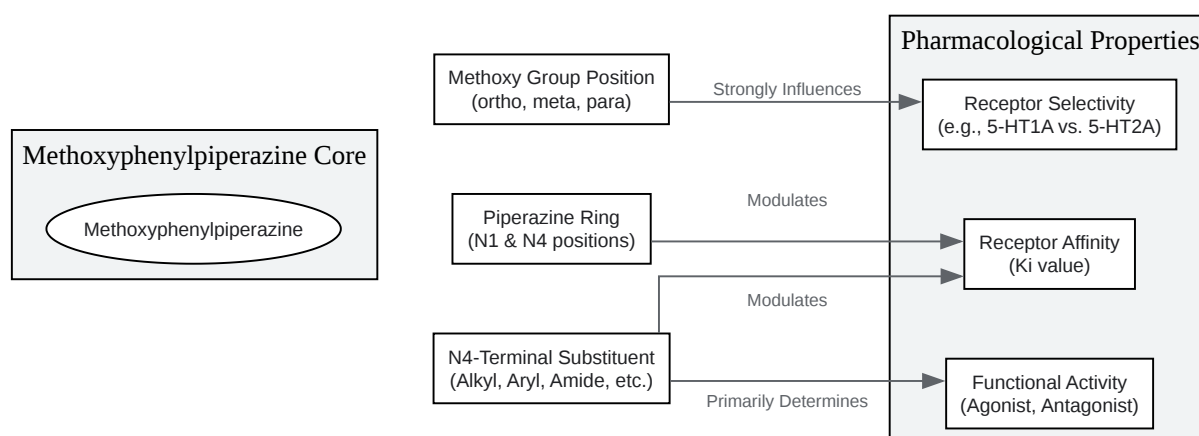 Methoxyphenylpiperazine Core
Methoxyphenylpiperazine
Methoxy Group Position
(ortho, meta, para)
Piperazine Ring
(N1 & N4 positions)
N4-Terminal Substituent
(Alkyl, Aryl, Amide, etc.)
Strongly Influences
Modulates
Modulates
Primarily Determines
Pharmacological Properties
Receptor Selectivity
(e.g., 5-HT1A vs. 5-HT2A)
Receptor Affinity
(Ki value)
Functional Activity
(Agonist, Antagonist)